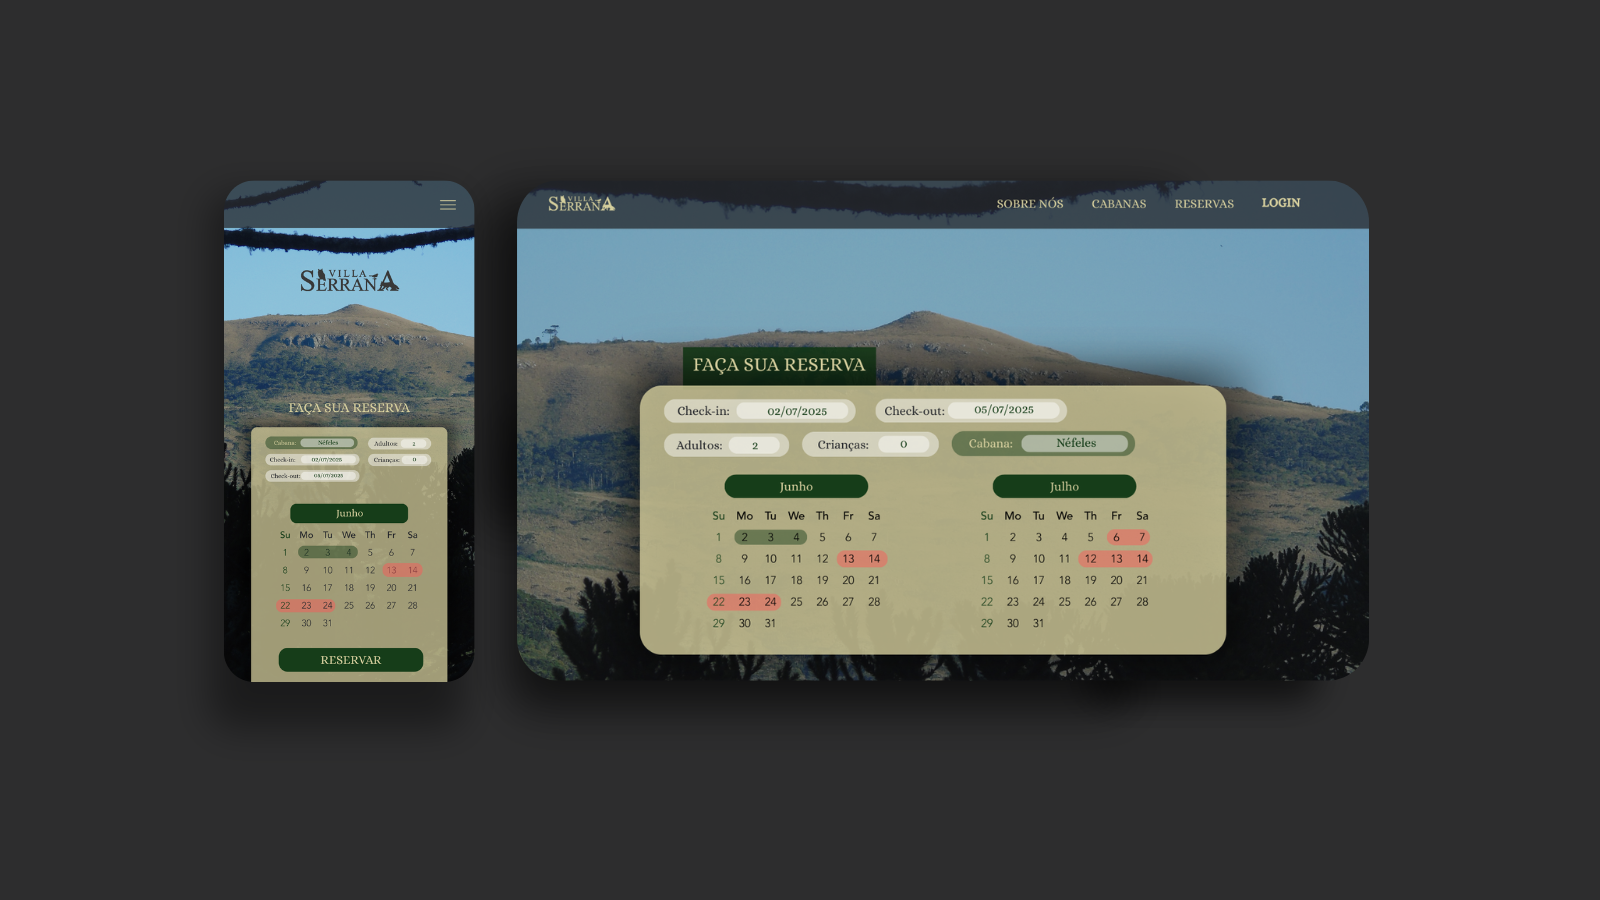 VILLA
SERRANA
FAÇA SUA RESERVA
Cabana: Néfeles
Adultos: 2
Check-in: 02/07/2025
Crianças: 0
Check-out: 05/07/2025
Junho
Su Mo Tu We Th Fr Sa
1 2 3 4 5 6 7
8 9 10 11 12 13 14
15 16 17 18 19 20 21
22 23 24 25 26 27 28
29 30 31
RESERVAR
VILLA
SERRANA
SOBRE NÓS CABANAS RESERVAS LOGIN
FAÇA SUA RESERVA
Check-in: 02/07/2025 Check-out: 05/07/2025
Adultos: 2 Crianças: 0 Cabana: Néfeles
Junho
Su Mo Tu We Th Fr Sa
1 2 3 4 5 6 7
8 9 10 11 12 13 14
15 16 17 18 19 20 21
22 23 24 25 26 27 28
29 30 31
Julho
Su Mo Tu We Th Fr Sa
1 2 3 4 5 6 7
8 9 10 11 12 13 14
15 16 17 18 19 20 21
22 23 24 25 26 27 28
29 30 31